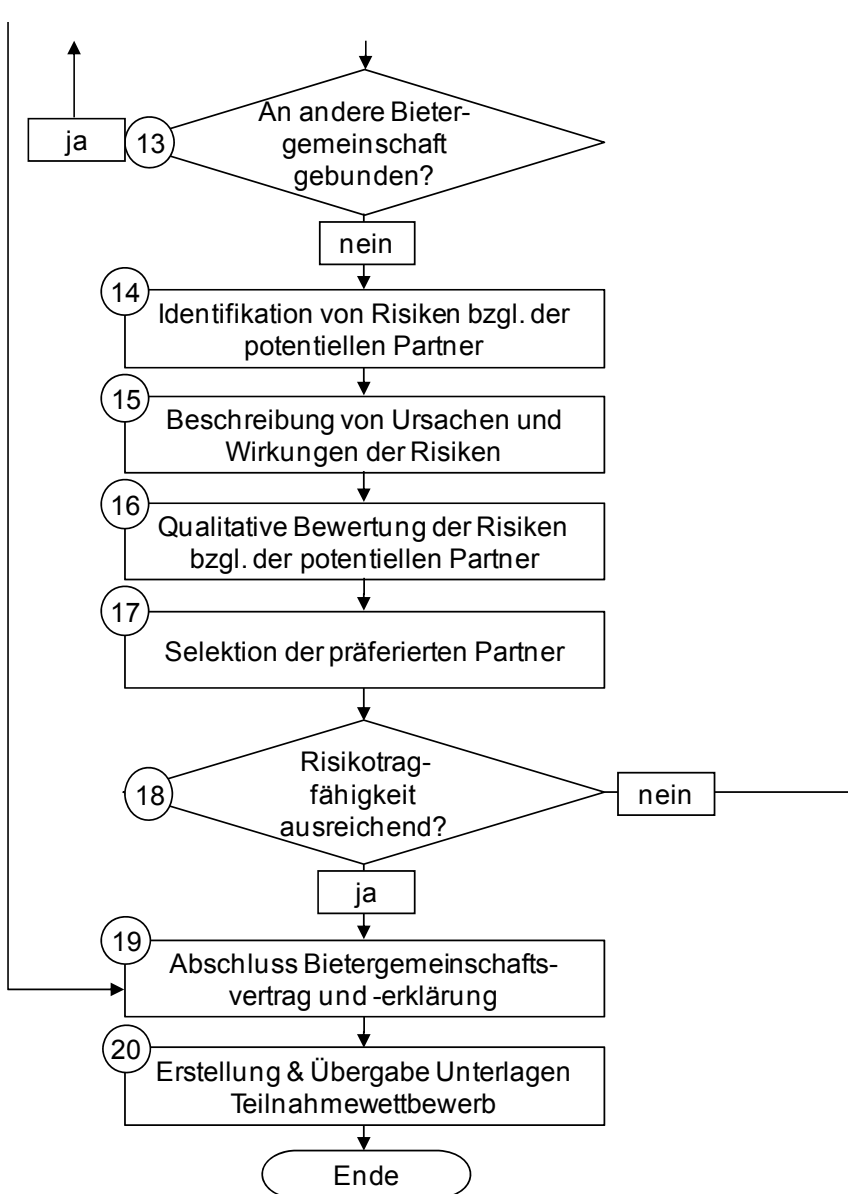 An andere Bieter-
gemeinschaft
gebunden?
13
ja
nein
14
Identifikation von Risiken bzgl. der
potentiellen Partner
15
Beschreibung von Ursachen und
Wirkungen der Risiken
16
Qualitative Bewertung der Risiken
bzgl. der potentiellen Partner
17
Selektion der präferierten Partner
18
Risikotrag-
fähigkeit
ausreichend?
nein
ja
19
Abschluss Bietergemeinschafts-
vertrag und -erklärung
20
Erstellung & Übergabe Unterlagen
Teilnahmewettbewerb
Ende